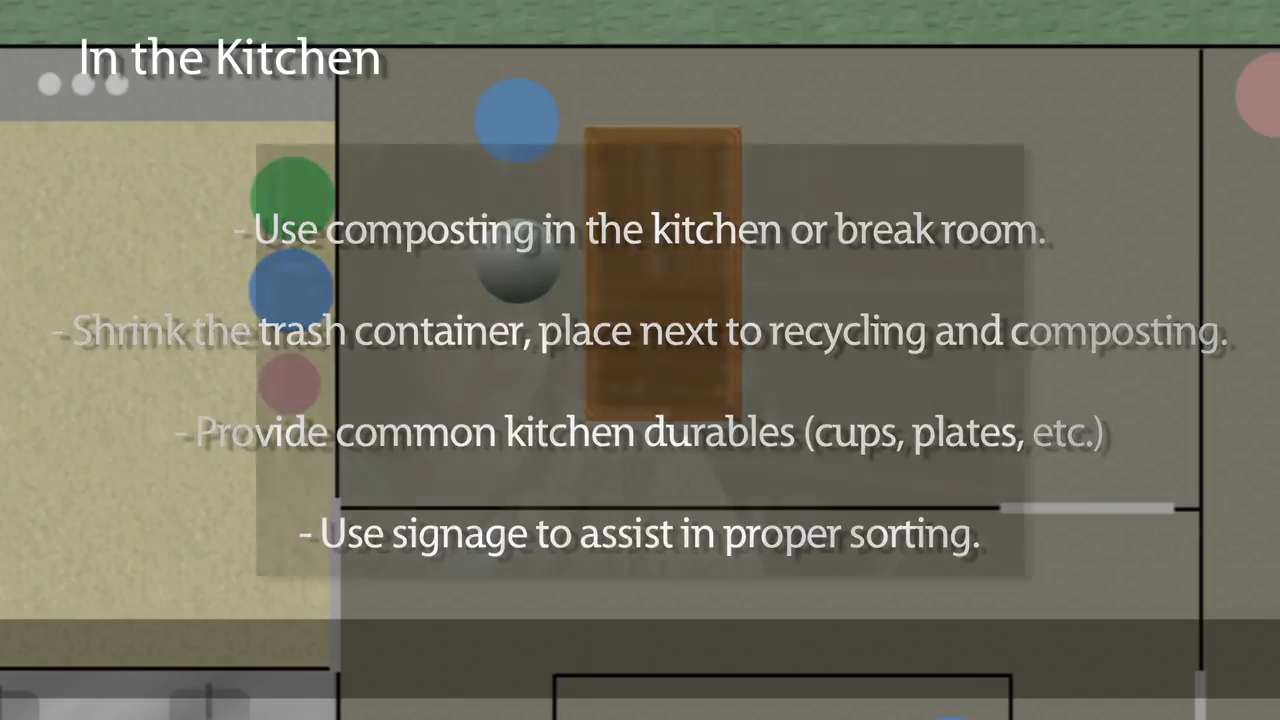 In the Kitchen
- Use composting in the kitchen or break room.
- Shrink the trash container, place next to recycling and composting.
- Provide common kitchen durables (cups, plates, etc.)
- Use signage to assist in proper sorting.